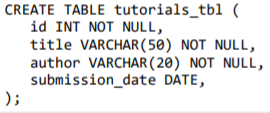 CREATE TABLE tutorials_tbl (
   id INT NOT NULL,
   title VARCHAR(50) NOT NULL,
   author VARCHAR(20) NOT NULL,
   submission_date DATE,
);